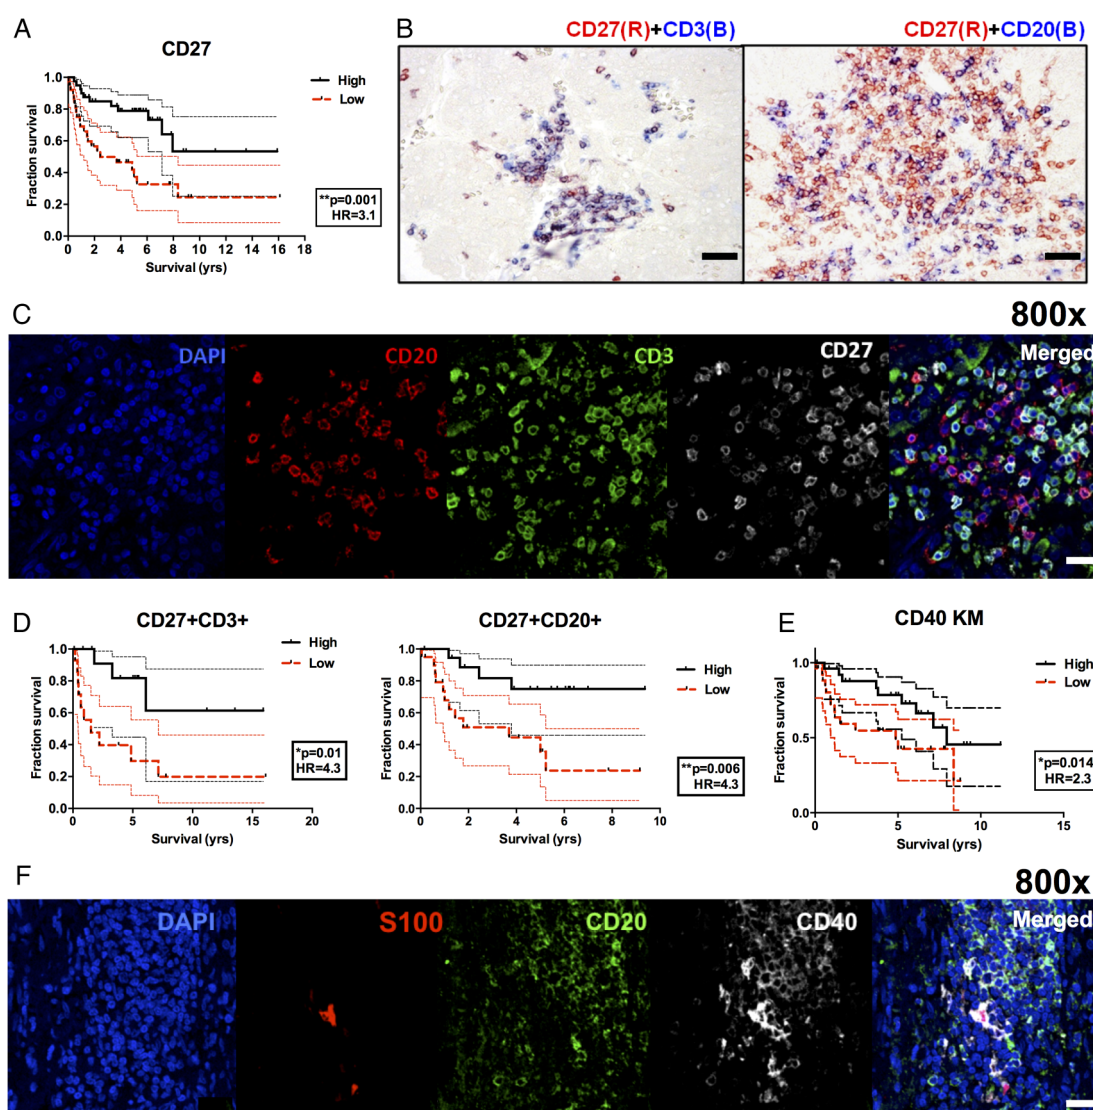 A
CD27
High
Low
Fraction survival
1.0
0.8
0.6
0.4
0.2
0.0
0 2 4 6 8 10 12 14 16 18
Survival (yrs)
**p=0.001
HR=3.1
B
CD27(R)+CD3(B)
CD27(R)+CD20(B)
C
800x
DAPI
CD20
CD3
CD27
Merged
D
CD27+CD3+
High
Low
Fraction survival
1.0
0.8
0.6
0.4
0.2
0.0
0 5 10 15 20
Survival (yrs)
*p=0.01
HR=4.3
CD27+CD20+
High
Low
Fraction survival
1.0
0.8
0.6
0.4
0.2
0.0
0 2 4 6 8 10
Survival (yrs)
**p=0.006
HR=4.3
E
CD40 KM
High
Low
Fraction survival
1.0
0.5
0.0
0 5 10 15
Survival (yrs)
*p=0.014
HR=2.3
F
800x
DAPI
S100
CD20
CD40
Merged